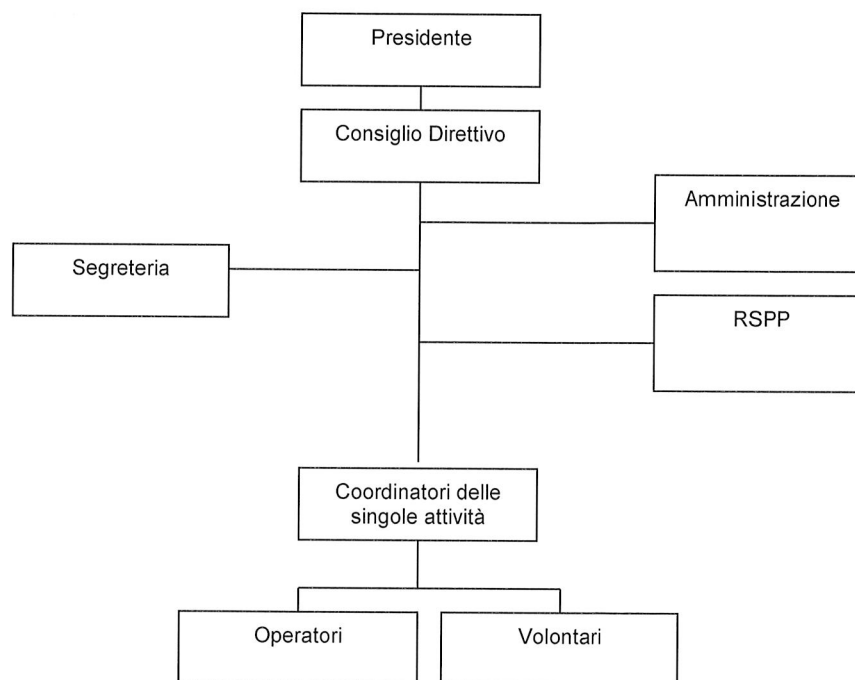 Presidente
Consiglio Direttivo
Amministrazione
Segreteria
RSPP
Coordinatori delle
singole attività
Operatori
Volontari